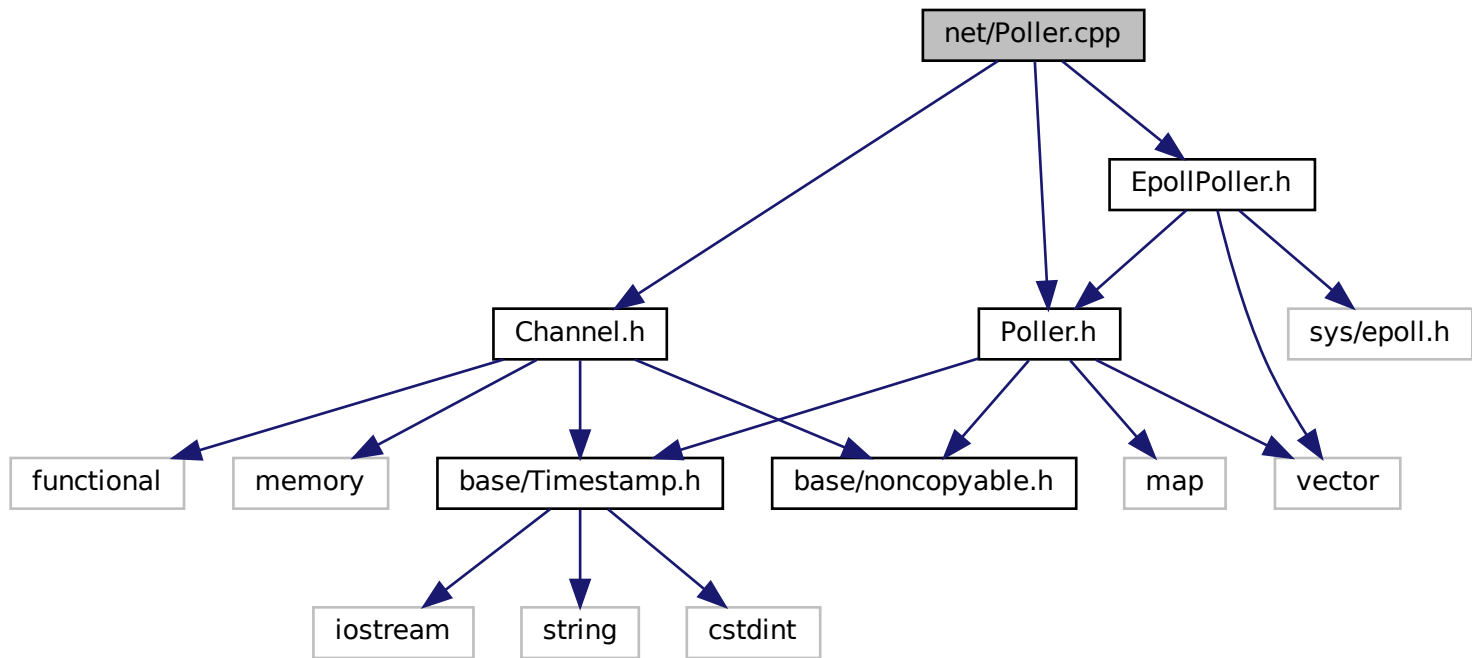 net/Poller.cpp
EpollPoller.h
Channel.h
Poller.h
sys/epoll.h
functional
memory
base/Timestamp.h
base/noncopyable.h
map
vector
iostream
string
cstdint